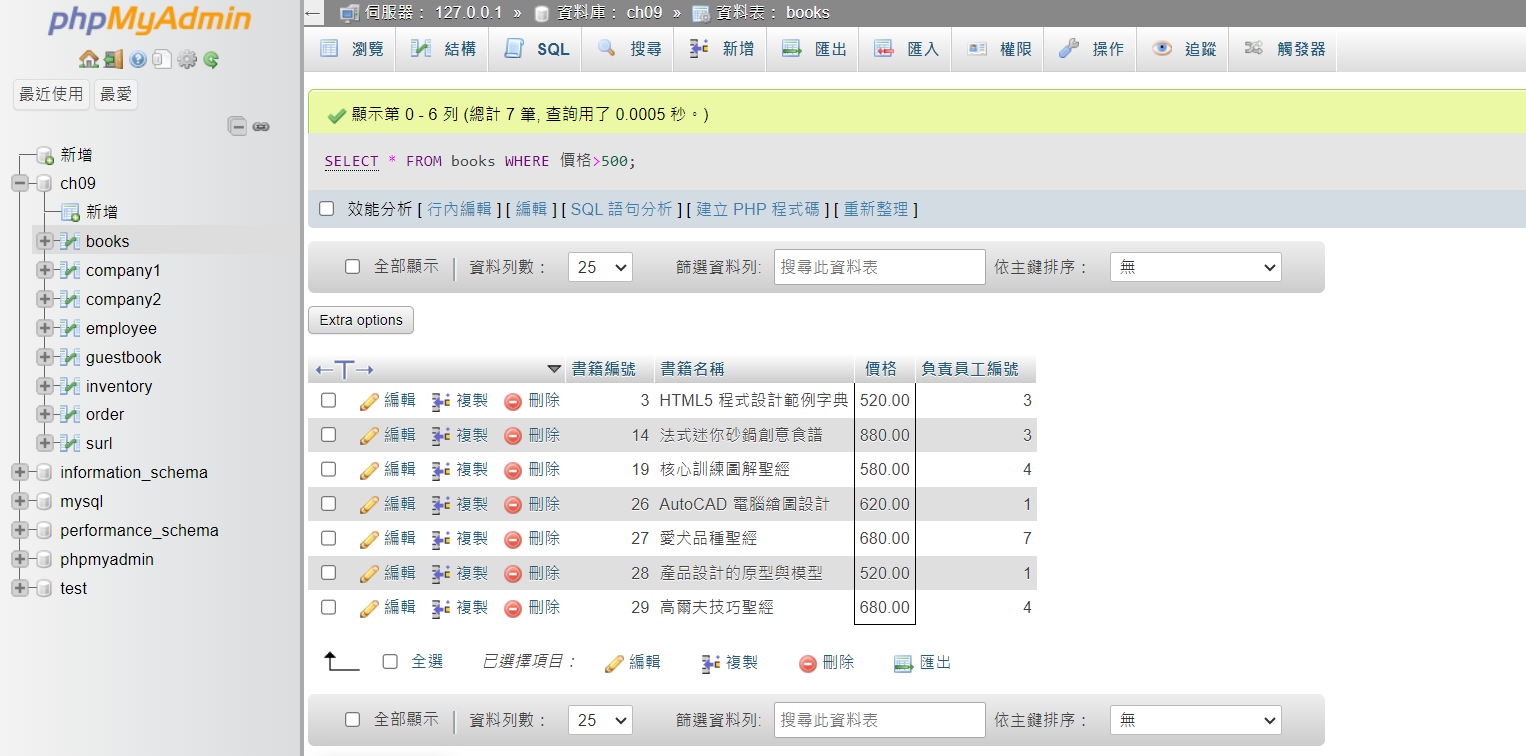 phpMyAdmin
最近使用 最愛
新增
ch09
新增
books
company1
company2
employee
guestbook
inventory
order
surl
information_schema
mysql
performance_schema
phpmyadmin
test
← 伺服器： 127.0.0.1 » 資料庫： ch09 » 資料表： books
瀏覽 結構 SQL 搜尋 新增 匯出 匯入 權限 操作 追蹤 觸發器
顯示第 0 - 6 列 (總計 7 筆, 查詢用了 0.0005 秒。)
SELECT * FROM books WHERE 價格>500;
效能分析 [ 行內編輯 ] [ 編輯 ] [ SQL 語句分析 ] [ 建立 PHP 程式碼 ] [ 重新整理 ]
全部顯示 | 資料列數： 25 篩選資料列: 搜尋此資料表 依主鍵排序： 無
Extra options
←T→ 書籍編號 書籍名稱 價格 負責員工編號
編輯 複製 刪除 3 HTML5 程式設計範例字典 520.00 3
編輯 複製 刪除 14 法式迷你砂鍋創意食譜 880.00 3
編輯 複製 刪除 19 核心訓練圖解聖經 580.00 4
編輯 複製 刪除 26 AutoCAD 電腦繪圖設計 620.00 1
編輯 複製 刪除 27 愛犬品種聖經 680.00 7
編輯 複製 刪除 28 產品設計的原型與模型 520.00 1
編輯 複製 刪除 29 高爾夫技巧聖經 680.00 4
全選 已選擇項目： 編輯 複製 刪除 匯出
全部顯示 | 資料列數： 25 篩選資料列: 搜尋此資料表 依主鍵排序： 無